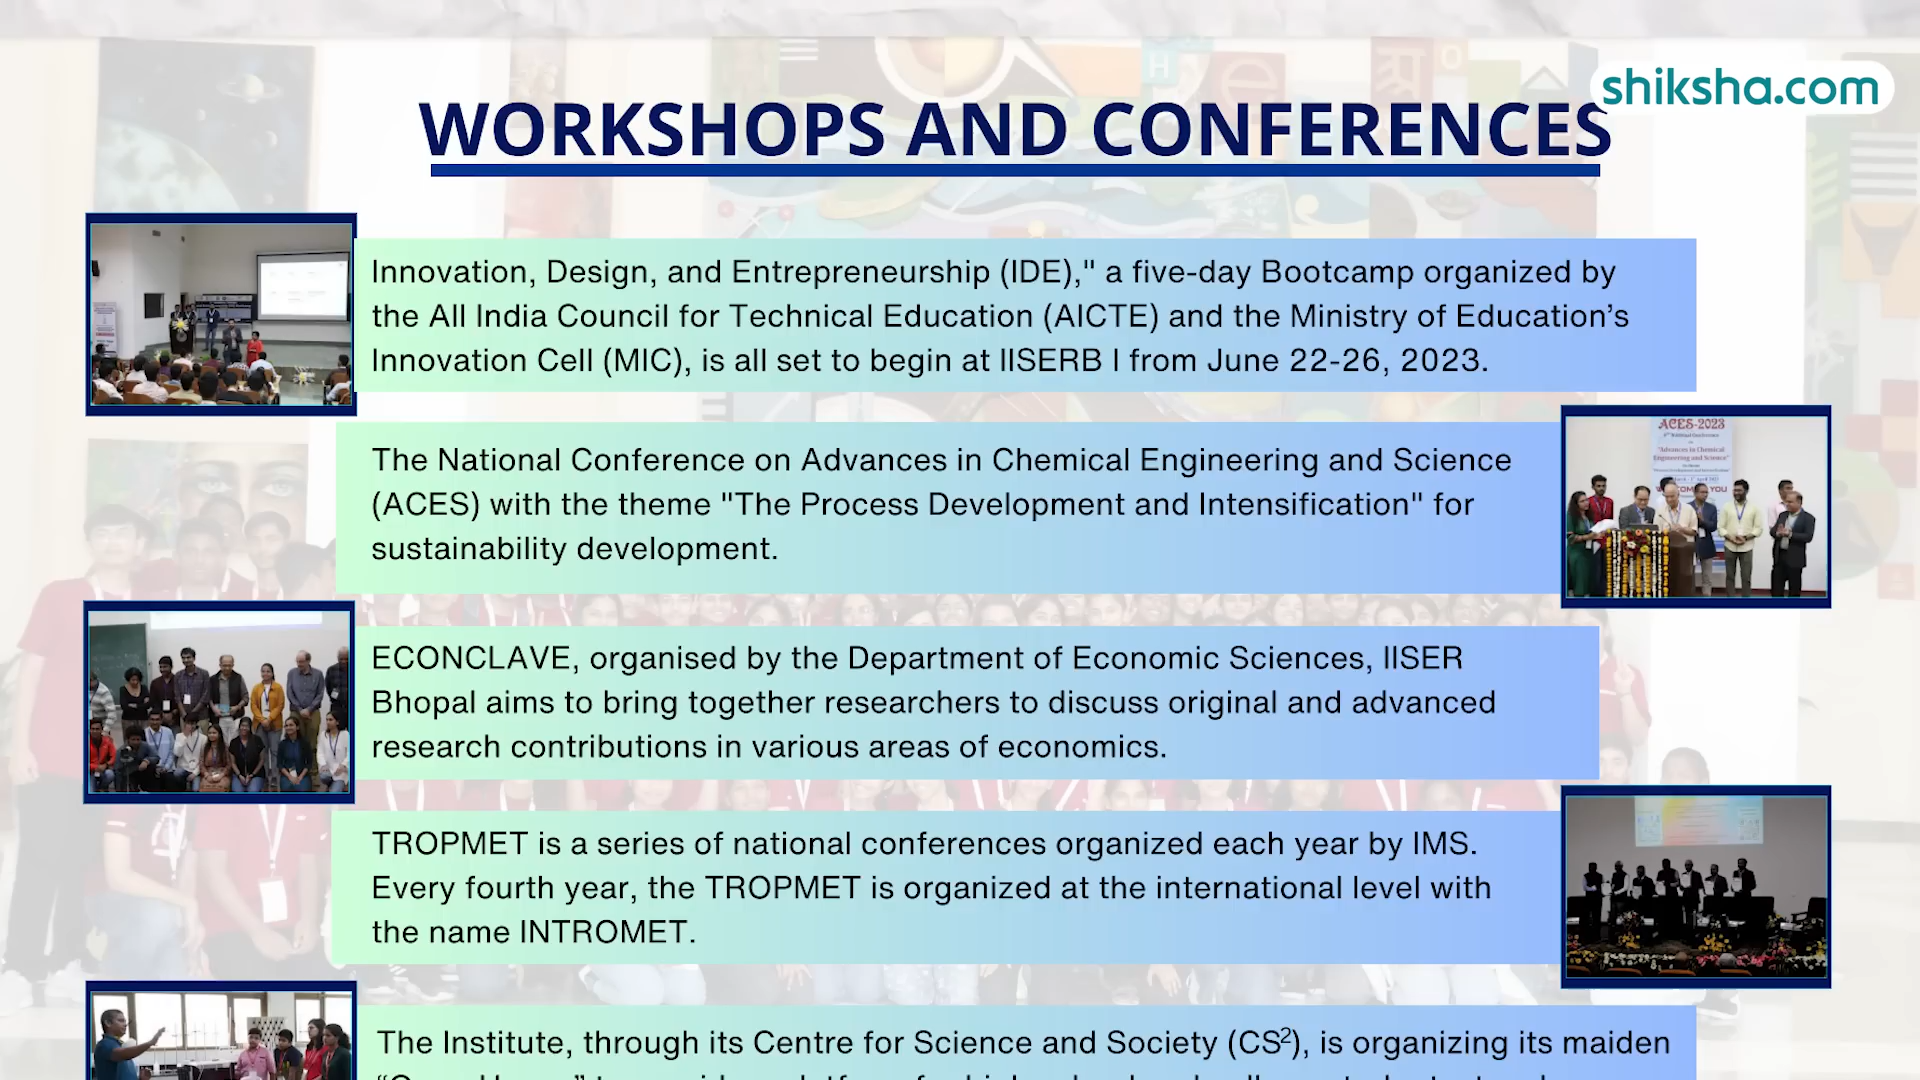 shiksha.com
WORKSHOPS AND CONFERENCES
Innovation, Design, and Entrepreneurship (IDE)," a five-day Bootcamp organized by
the All India Council for Technical Education (AICTE) and the Ministry of Education’s
Innovation Cell (MIC), is all set to begin at IISERB I from June 22-26, 2023.
The National Conference on Advances in Chemical Engineering and Science
(ACES) with the theme "The Process Development and Intensification" for
sustainability development.
ACES-2023
"Advances in Chemical
Engineering and Science"
ECONCLAVE, organised by the Department of Economic Sciences, IISER
Bhopal aims to bring together researchers to discuss original and advanced
research contributions in various areas of economics.
TROPMET is a series of national conferences organized each year by IMS.
Every fourth year, the TROPMET is organized at the international level with
the name INTROMET.
The Institute, through its Centre for Science and Society (CS²), is organizing its maiden